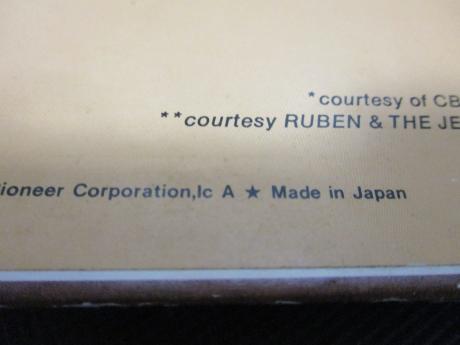 *courtesy of CB
**courtesy RUBEN & THE JE
ioneer Corporation,Ic A ★ Made in Japan